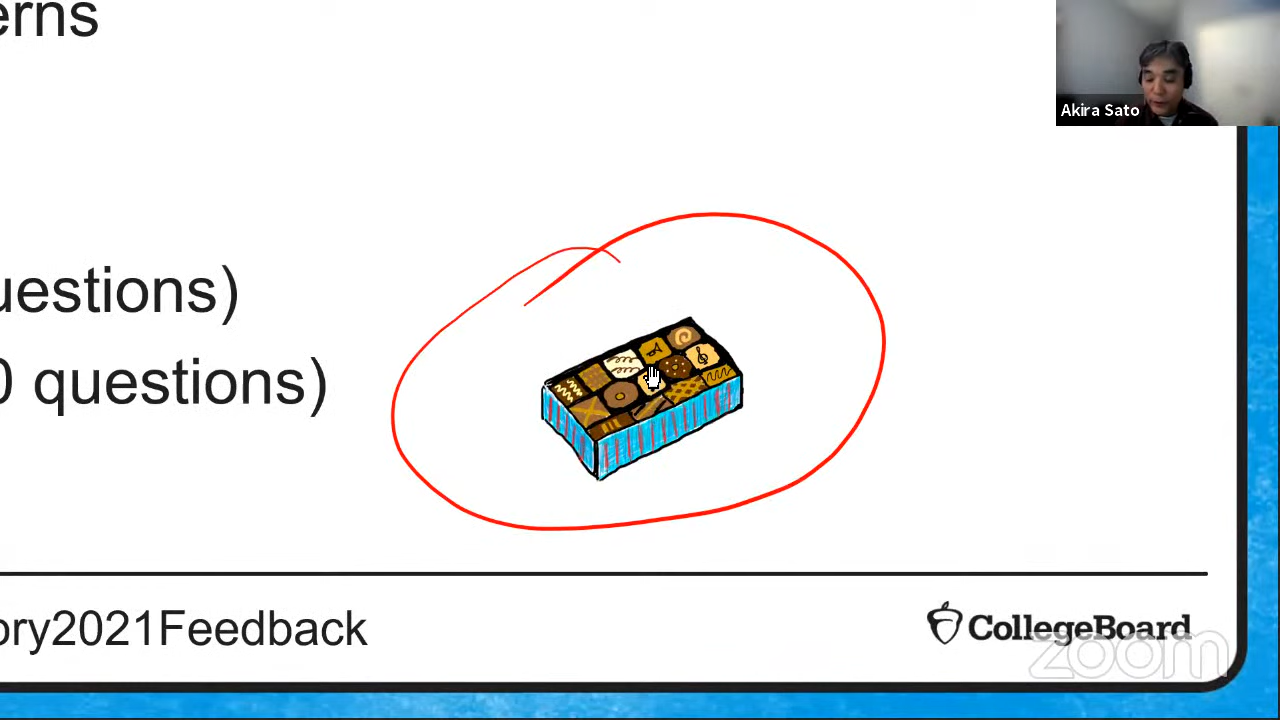 erns
Akira Sato
uestions)
0 questions)
ory2021Feedback
CollegeBoard
zoom